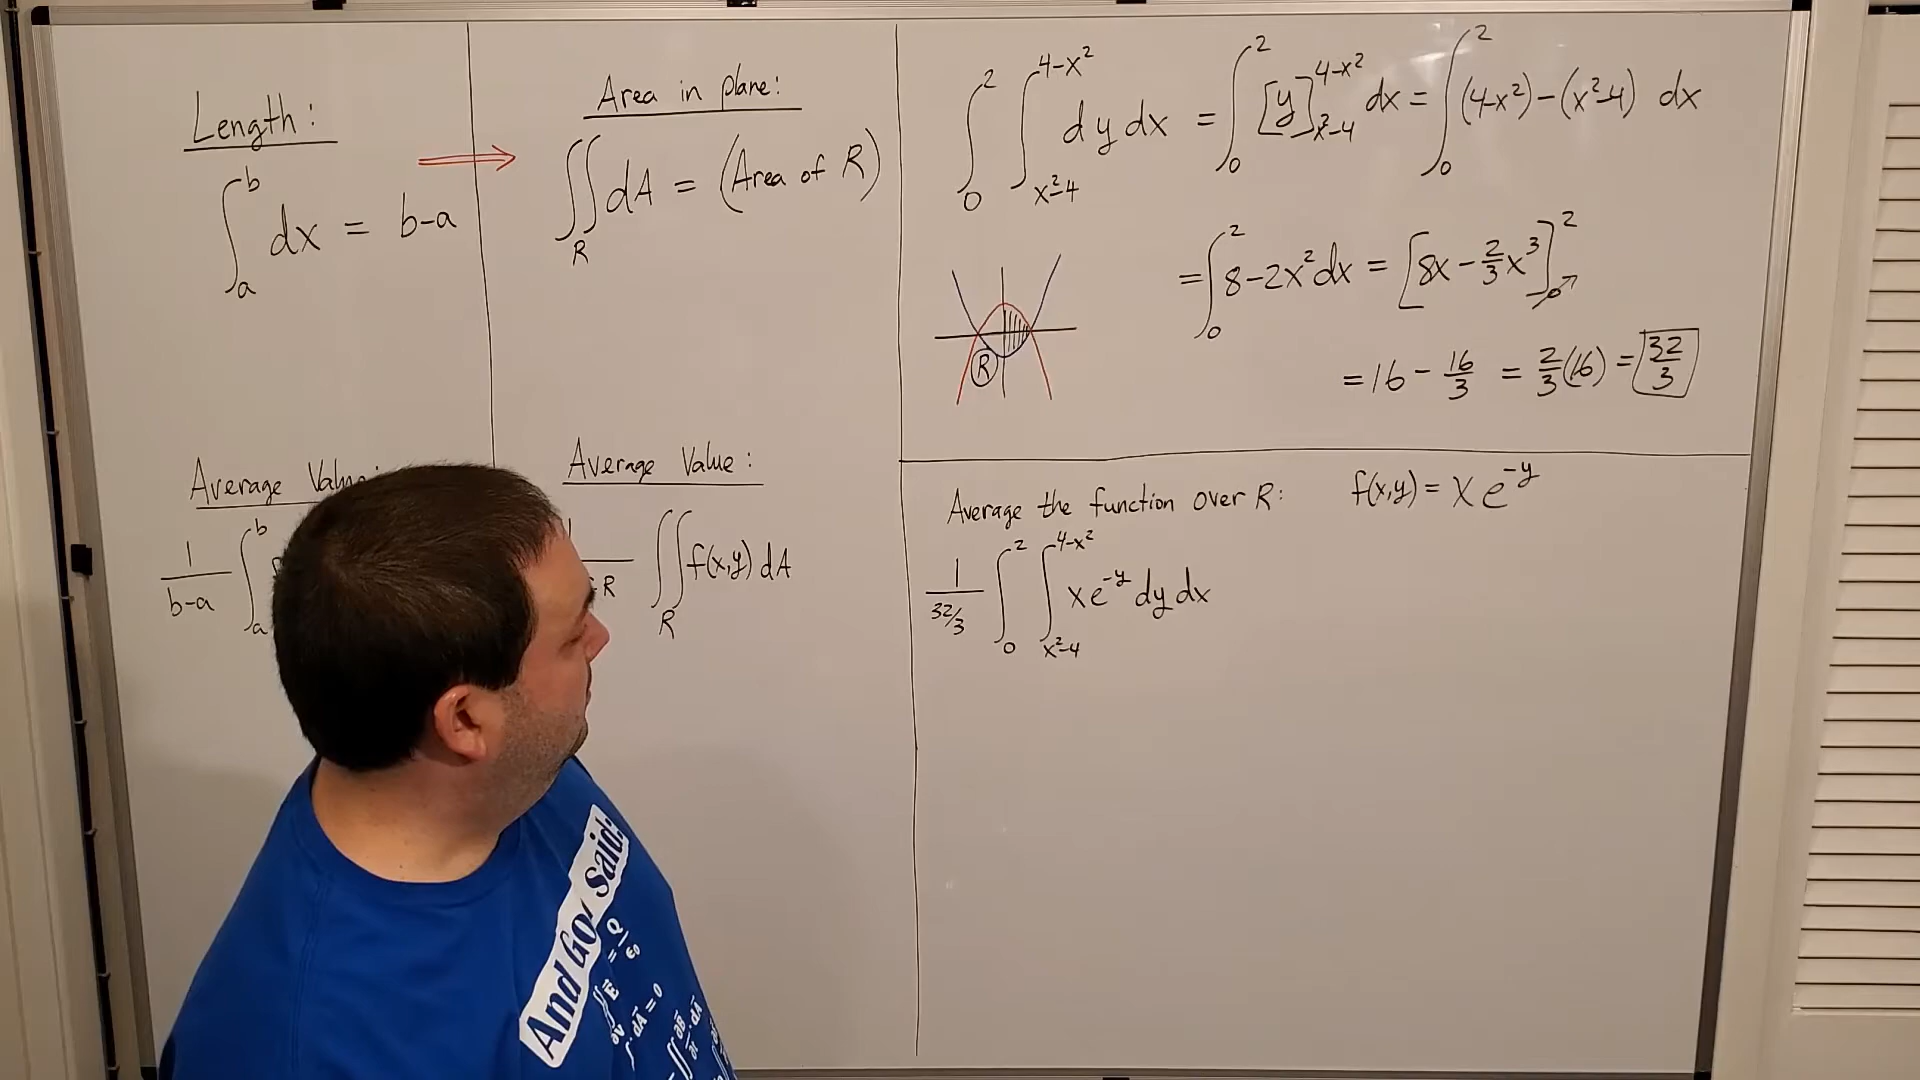 Length:
∫_a^b dx = b-a
Area in plane:
∬_R dA = (Area of R)
∫_0^2 ∫_{x²-4}^{4-x²} dy dx = ∫_0^2 [y]_{x²-4}^{4-x²} dx = ∫_0^2 (4-x²)-(x²-4) dx
= ∫_0^2 8-2x² dx = [8x - 2/3 x³]_0^2
R
= 16 - 16/3 = 2/3(16) = 32/3
Average Value:
1/(b-a) ∫_a^b
Average Value:
R ∬_R f(x,y) dA
Average the function over R: f(x,y) = x e^{-y}
1/(32/3) ∫_0^2 ∫_{x²-4}^{4-x²} x e^{-y} dy dx
And God Said:
= Q/ε₀
· dA = 0